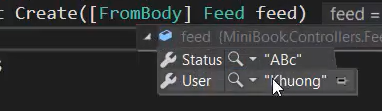 Create([FromBody] Feed feed) feed =
feed {MiniBook.Controllers.Fee
Status "ABc"
User "Khuong"